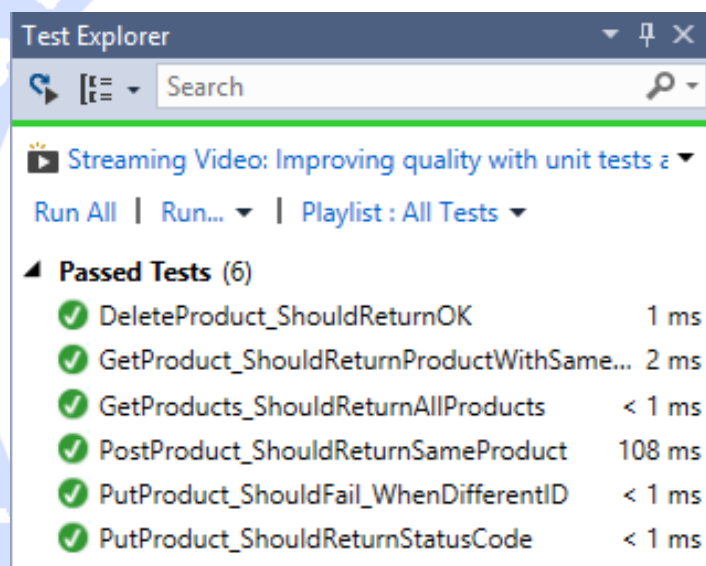 Test Explorer
Search
Streaming Video: Improving quality with unit tests a
Run All | Run... | Playlist : All Tests
Passed Tests (6)
DeleteProduct_ShouldReturnOK 1 ms
GetProduct_ShouldReturnProductWithSame... 2 ms
GetProducts_ShouldReturnAllProducts < 1 ms
PostProduct_ShouldReturnSameProduct 108 ms
PutProduct_ShouldFail_WhenDifferentID < 1 ms
PutProduct_ShouldReturnStatusCode < 1 ms